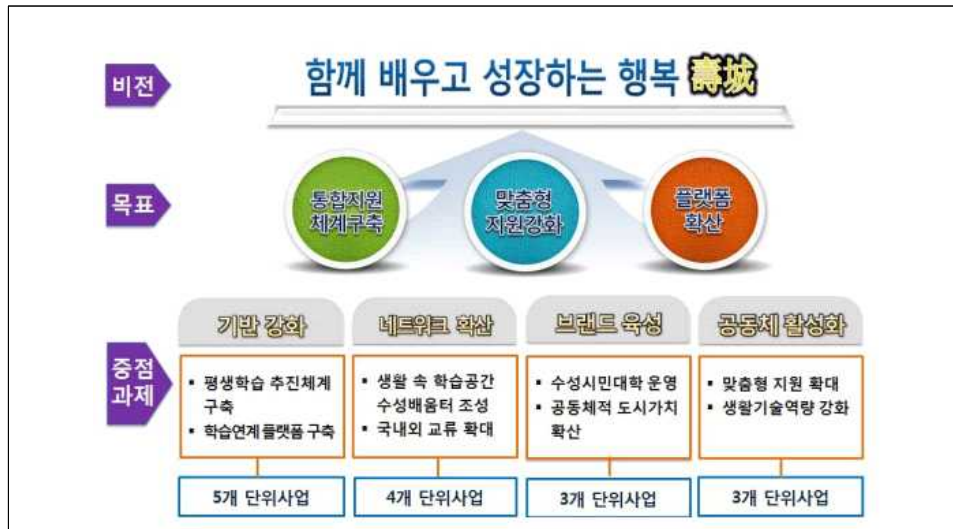 비전
함께 배우고 성장하는 행복 壽城
목표
통합지원
체계구축
맞춤형
지원강화
플랫폼
확산
중점
과제
기반 강화
▪ 평생학습 추진체계
구축
▪ 학습연계 플랫폼 구축
5개 단위사업
네트워크 확산
▪ 생활 속 학습공간
수성배움터 조성
▪ 국내외 교류 확대
4개 단위사업
브랜드 육성
▪ 수성시민대학 운영
▪ 공동체적 도시가치
확산
3개 단위사업
공동체 활성화
▪ 맞춤형 지원 확대
▪ 생활기술역량 강화
3개 단위사업